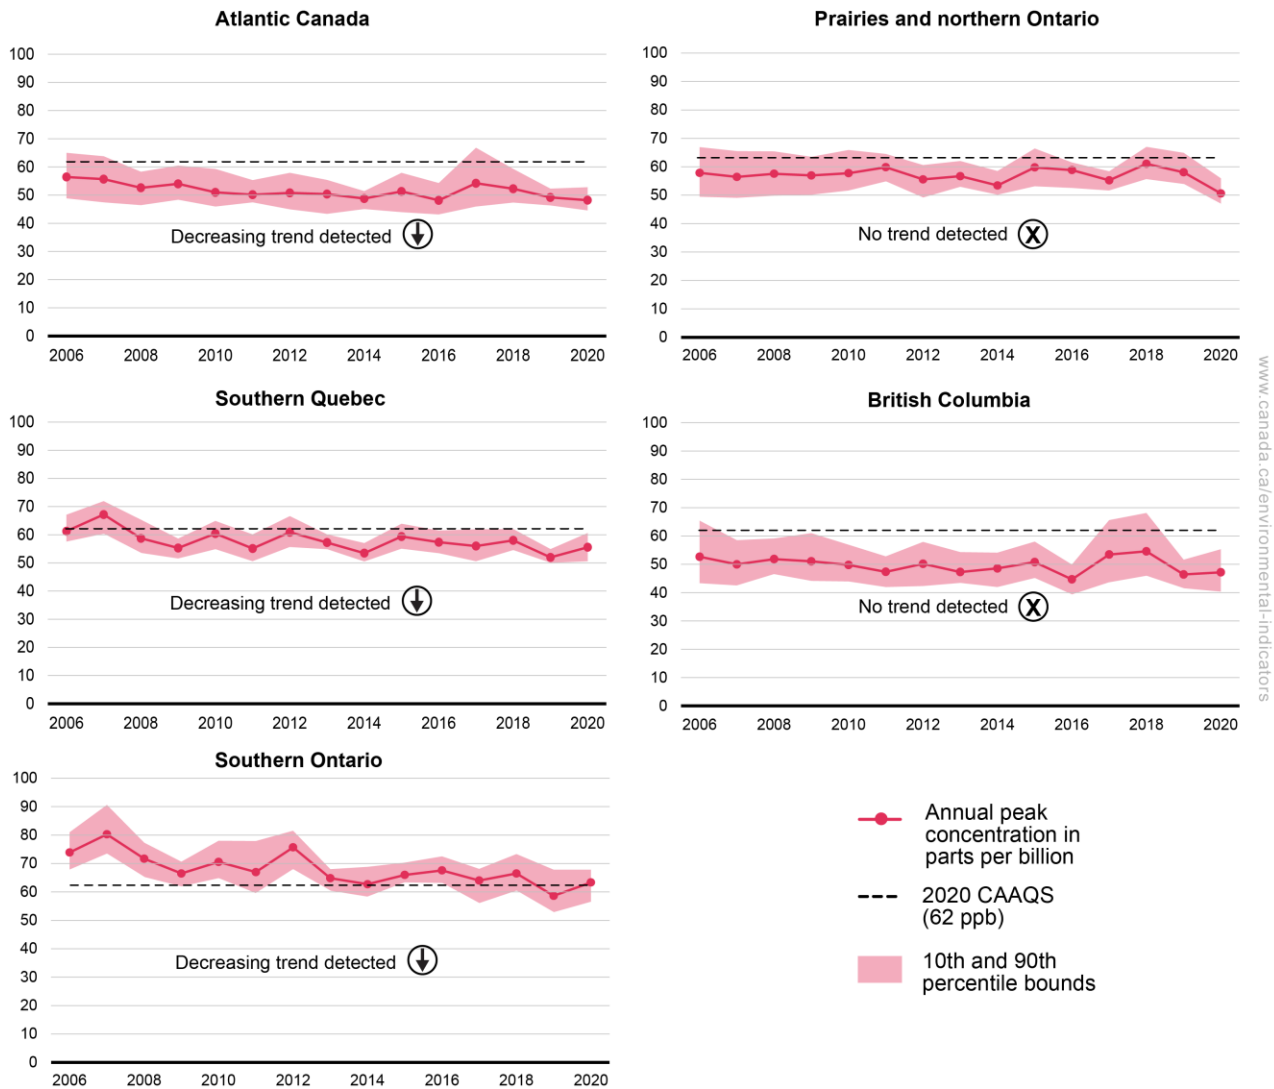 Atlantic Canada
100
90
80
70
60
50
40
30
20
10
0
Decreasing trend detected
2006 2008 2010 2012 2014 2016 2018 2020
Prairies and northern Ontario
100
90
80
70
60
50
40
30
20
10
0
No trend detected X
2006 2008 2010 2012 2014 2016 2018 2020
Southern Quebec
100
90
80
70
60
50
40
30
20
10
0
Decreasing trend detected
2006 2008 2010 2012 2014 2016 2018 2020
British Columbia
100
90
80
70
60
50
40
30
20
10
0
No trend detected X
2006 2008 2010 2012 2014 2016 2018 2020
Southern Ontario
100
90
80
70
60
50
40
30
20
10
0
Decreasing trend detected
2006 2008 2010 2012 2014 2016 2018 2020
Annual peak
concentration in
parts per billion
2020 CAAQS
(62 ppb)
10th and 90th
percentile bounds
www.canada.ca/environmental-indicators